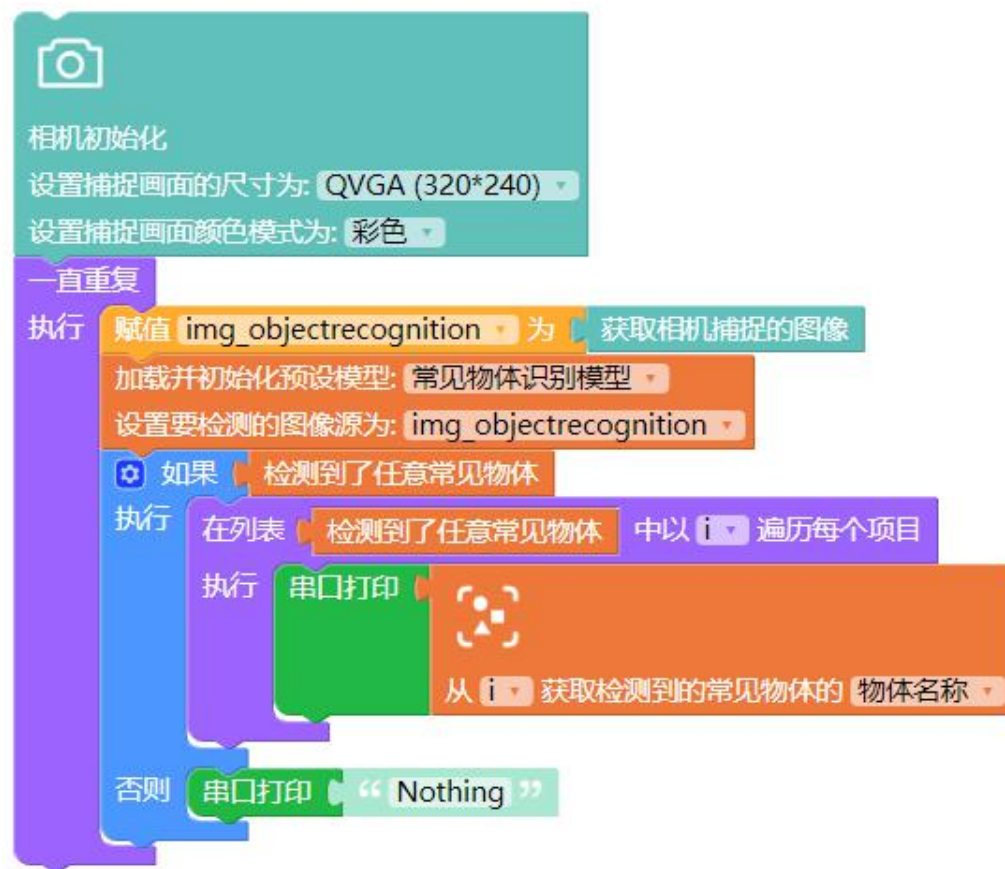 相机初始化
设置捕捉画面的尺寸为: QVGA (320*240)
设置捕捉画面颜色模式为: 彩色
一直重复
执行 赋值 img_objectrecognition 为 获取相机捕捉的图像
加载并初始化预设模型: 常见物体识别模型
设置要检测的图像源为: img_objectrecognition
如果 检测到了任意常见物体
执行 在列表 检测到了任意常见物体 中以 i 遍历每个项目
执行 串口打印
从 i 获取检测到的常见物体的 物体名称
否则 串口打印 “ Nothing ”